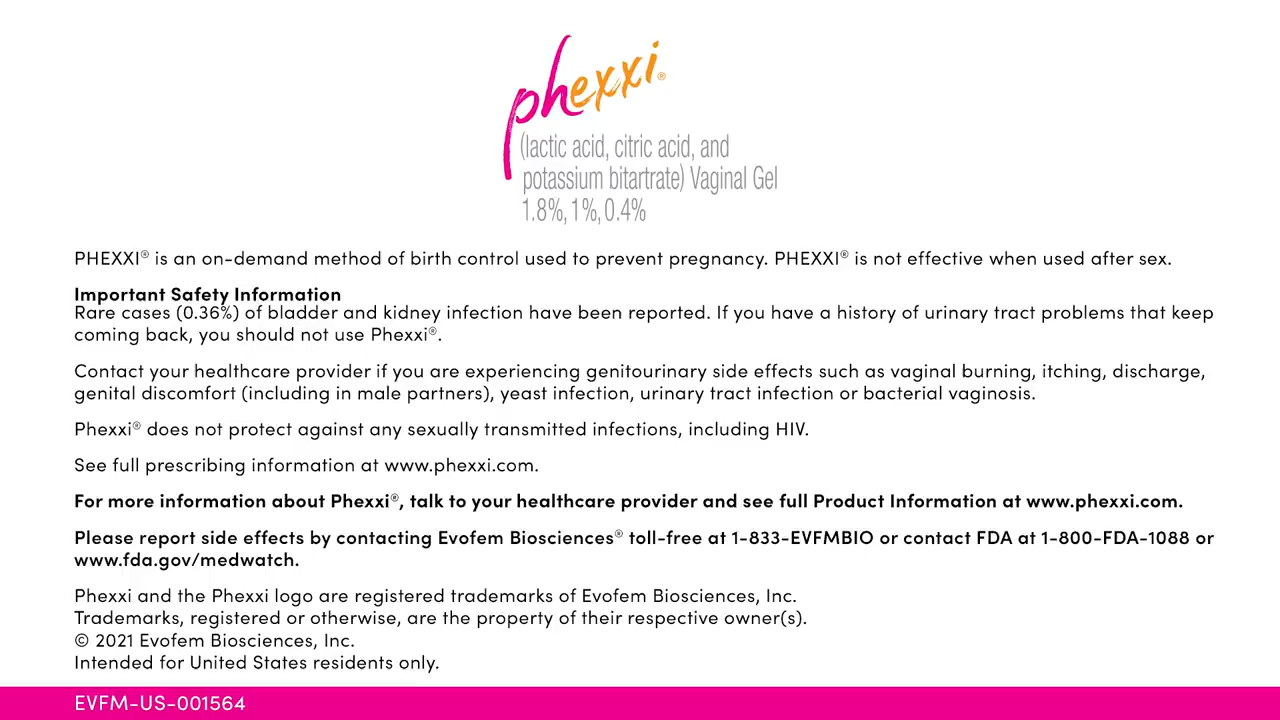 phexxi®
(lactic acid, citric acid, and
potassium bitartrate) Vaginal Gel
1.8%, 1%, 0.4%
PHEXXI® is an on-demand method of birth control used to prevent pregnancy. PHEXXI® is not effective when used after sex.
Important Safety Information
Rare cases (0.36%) of bladder and kidney infection have been reported. If you have a history of urinary tract problems that keep
coming back, you should not use Phexxi®.
Contact your healthcare provider if you are experiencing genitourinary side effects such as vaginal burning, itching, discharge,
genital discomfort (including in male partners), yeast infection, urinary tract infection or bacterial vaginosis.
Phexxi® does not protect against any sexually transmitted infections, including HIV.
See full prescribing information at www.phexxi.com.
For more information about Phexxi®, talk to your healthcare provider and see full Product Information at www.phexxi.com.
Please report side effects by contacting Evofem Biosciences® toll-free at 1-833-EVFMBIO or contact FDA at 1-800-FDA-1088 or
www.fda.gov/medwatch.
Phexxi and the Phexxi logo are registered trademarks of Evofem Biosciences, Inc.
Trademarks, registered or otherwise, are the property of their respective owner(s).
© 2021 Evofem Biosciences, Inc.
Intended for United States residents only.
EVFM-US-001564